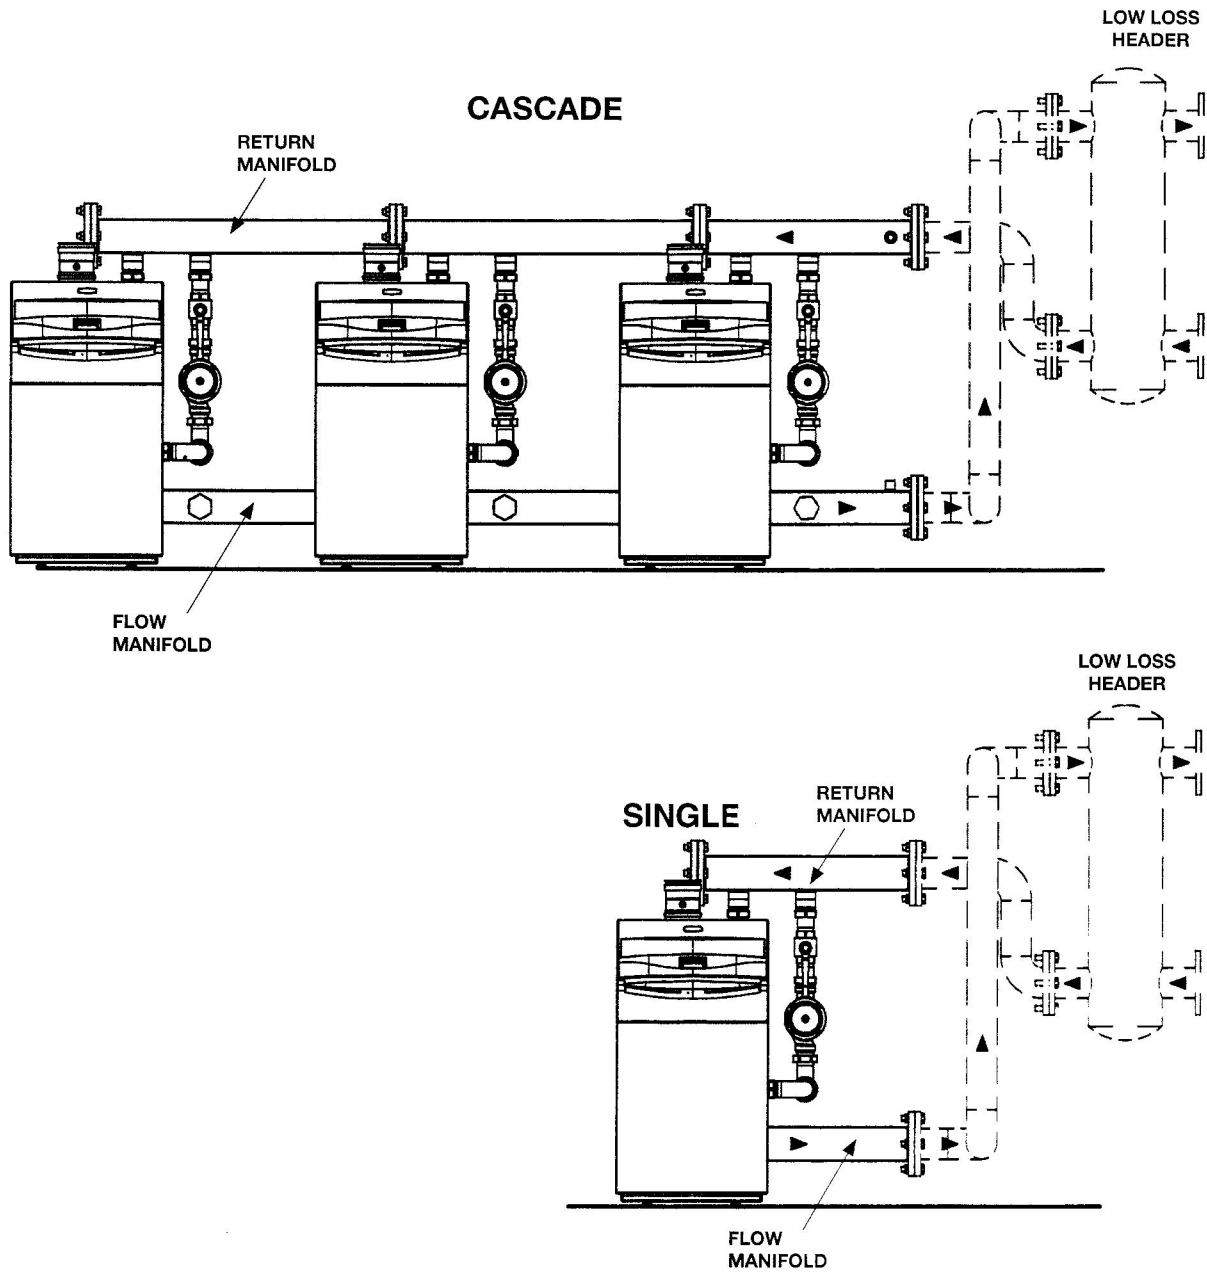 LOW LOSS
HEADER
CASCADE
RETURN
MANIFOLD
FLOW
MANIFOLD
LOW LOSS
HEADER
SINGLE
RETURN
MANIFOLD
FLOW
MANIFOLD